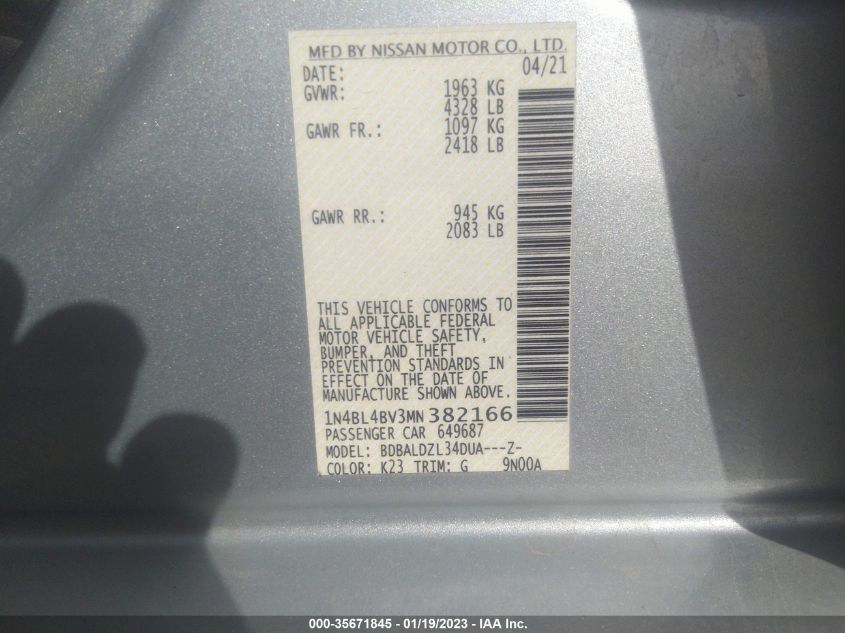 MFD BY NISSAN MOTOR CO., LTD.
DATE: 04/21
GVWR: 1963 KG
4328 LB
GAWR FR.: 1097 KG
2418 LB
GAWR RR.: 945 KG
2083 LB
THIS VEHICLE CONFORMS TO
ALL APPLICABLE FEDERAL
MOTOR VEHICLE SAFETY,
BUMPER, AND THEFT
PREVENTION STANDARDS IN
EFFECT ON THE DATE OF
MANUFACTURE SHOWN ABOVE.
1N4BL4BV3MN382166
PASSENGER CAR 649687
MODEL: BDBALDZL34DUA---Z-
COLOR: K23 TRIM: G 9N00A
000-35671845 - 01/19/2023 - IAA Inc.